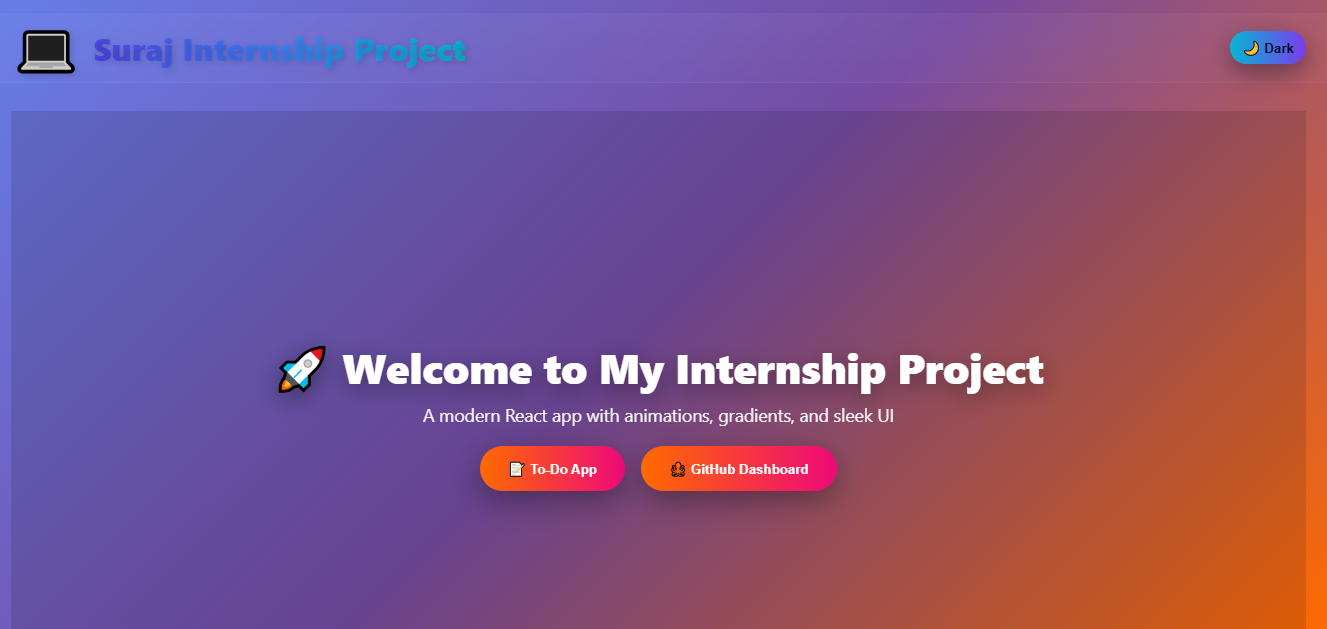 Suraj Internship Project
Dark
Welcome to My Internship Project
A modern React app with animations, gradients, and sleek UI
To-Do App
GitHub Dashboard